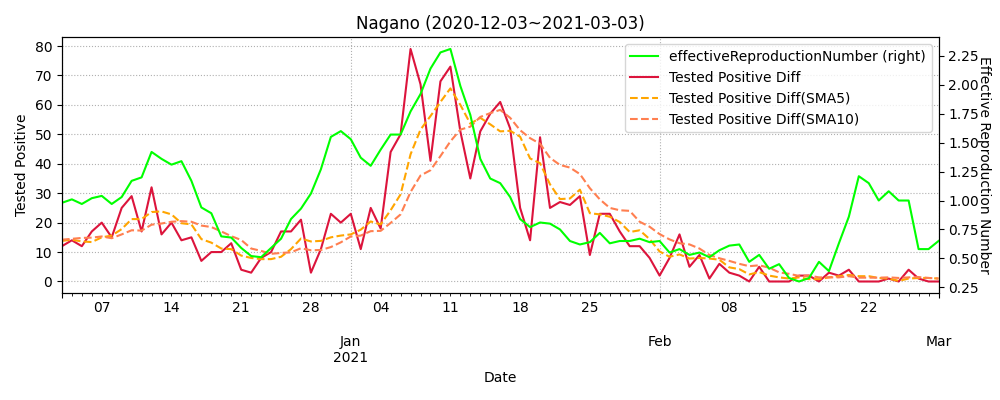 Nagano (2020-12-03~2021-03-03)
effectiveReproductionNumber (right)
Tested Positive Diff
Tested Positive Diff(SMA5)
Tested Positive Diff(SMA10)
Tested Positive
80
70
60
50
40
30
20
10
0
Effective Reproduction Number
2.25
2.00
1.75
1.50
1.25
1.00
0.75
0.50
0.25
07 14 21 28 04 11 18 25 08 15 22
Jan Feb Mar
2021
Date